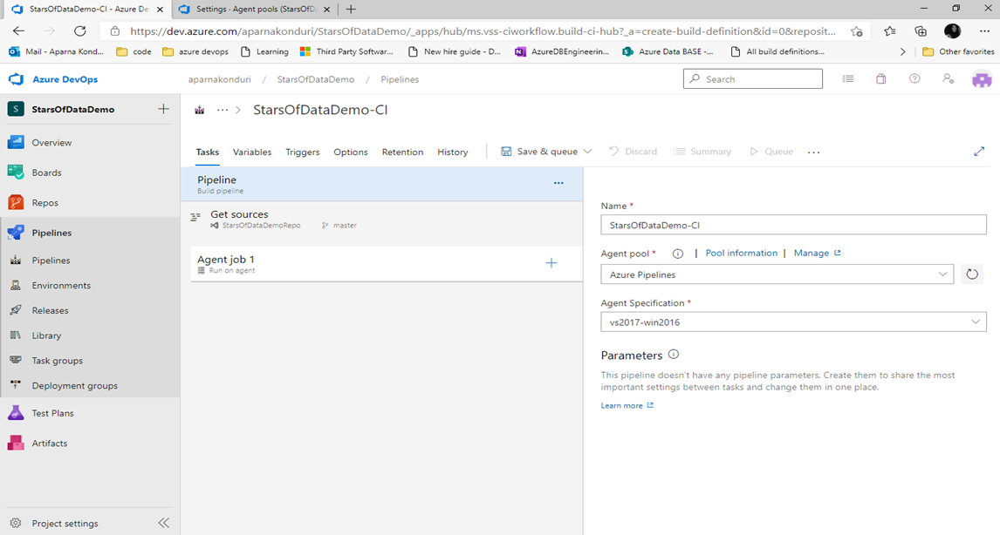 StarsOfDataDemo-CI - Azure De
Settings · Agent pools (StarsOfD
https://dev.azure.com/aparnakonduri/StarsOfDataDemo/_apps/hub/ms.vss-ciworkflow.build-ci-hub?_a=create-build-definition&id=0&reposit...
Mail - Aparna Kond... code azure devops Learning Third Party Softwar... New hire guide - D... AzureDBEngineerin... Azure Data BASE -... All build definitions... Other favorites
Azure DevOps
aparnakonduri / StarsOfDataDemo / Pipelines
Search
S StarsOfDataDemo
... > StarsOfDataDemo-CI
Overview
Boards
Repos
Pipelines
Pipelines
Environments
Releases
Library
Task groups
Deployment groups
Test Plans
Artifacts
Project settings
Tasks Variables Triggers Options Retention History Save & queue Discard Summary Queue ...
Pipeline
Build pipeline
Get sources
StarsOfDataDemoRepo master
Agent job 1
Run on agent
Name *
StarsOfDataDemo-CI
Agent pool * | Pool information | Manage
Azure Pipelines
Agent Specification *
vs2017-win2016
Parameters
This pipeline doesn't have any pipeline parameters. Create them to share the most
important settings between tasks and change them in one place.
Learn more